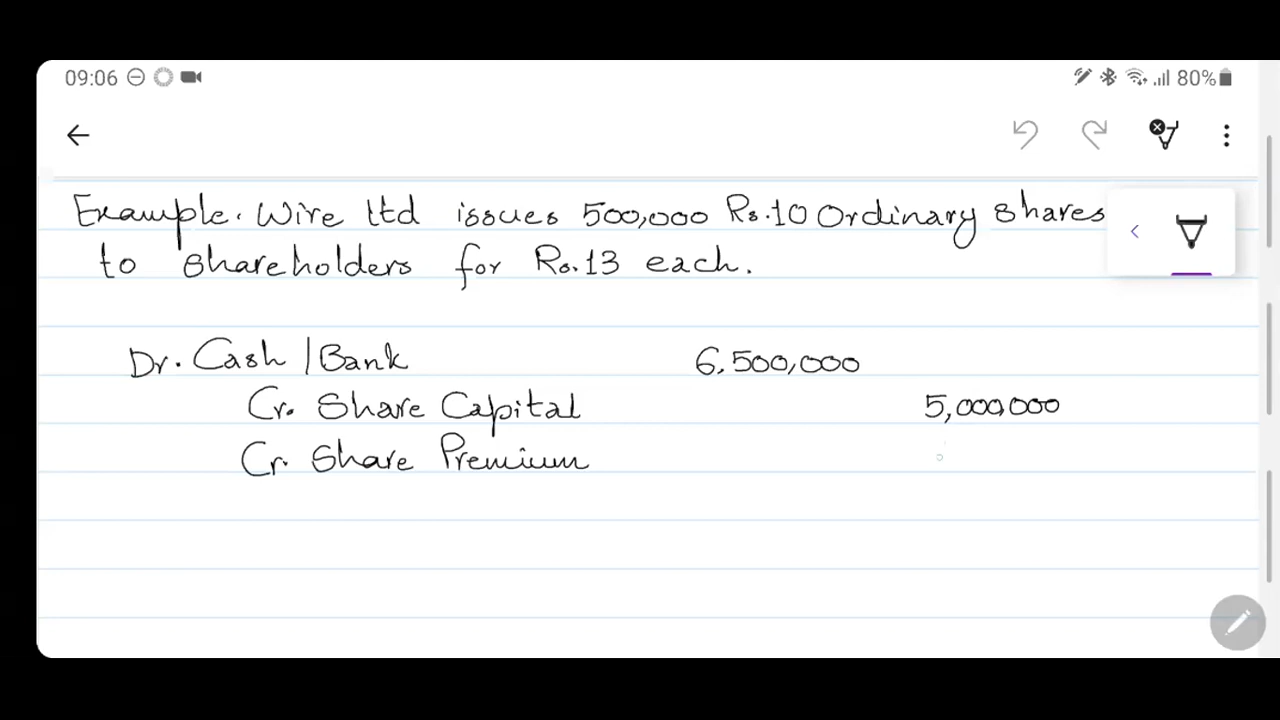 09:06 80%
Example. Wire ltd issues 500,000 Rs.10 Ordinary shares
to shareholders for Rs.13 each.
Dr. Cash/Bank 6,500,000
Cr. Share Capital 5,000,000
Cr. Share Premium